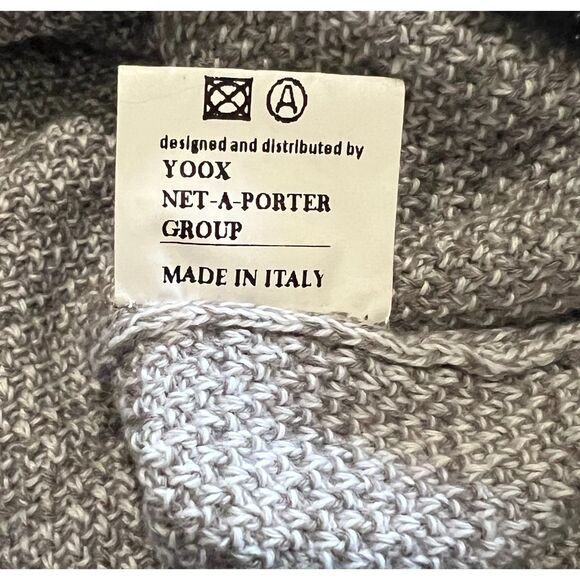 A
designed and distributed by
YOOX
NET-A-PORTER
GROUP
MADE IN ITALY